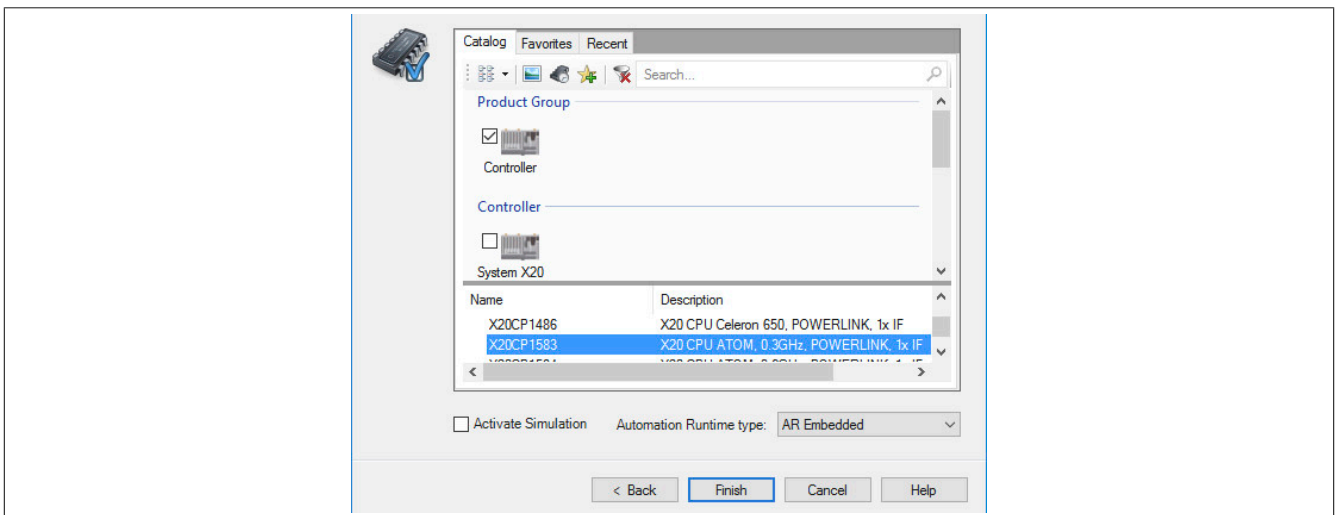 Catalog Favorites Recent
Search...
Product Group
Controller
Controller
System X20
Name Description
X20CP1486 X20 CPU Celeron 650, POWERLINK, 1x IF
X20CP1583 X20 CPU ATOM, 0.3GHz, POWERLINK, 1x IF
Activate Simulation Automation Runtime type: AR Embedded
< Back Finish Cancel Help